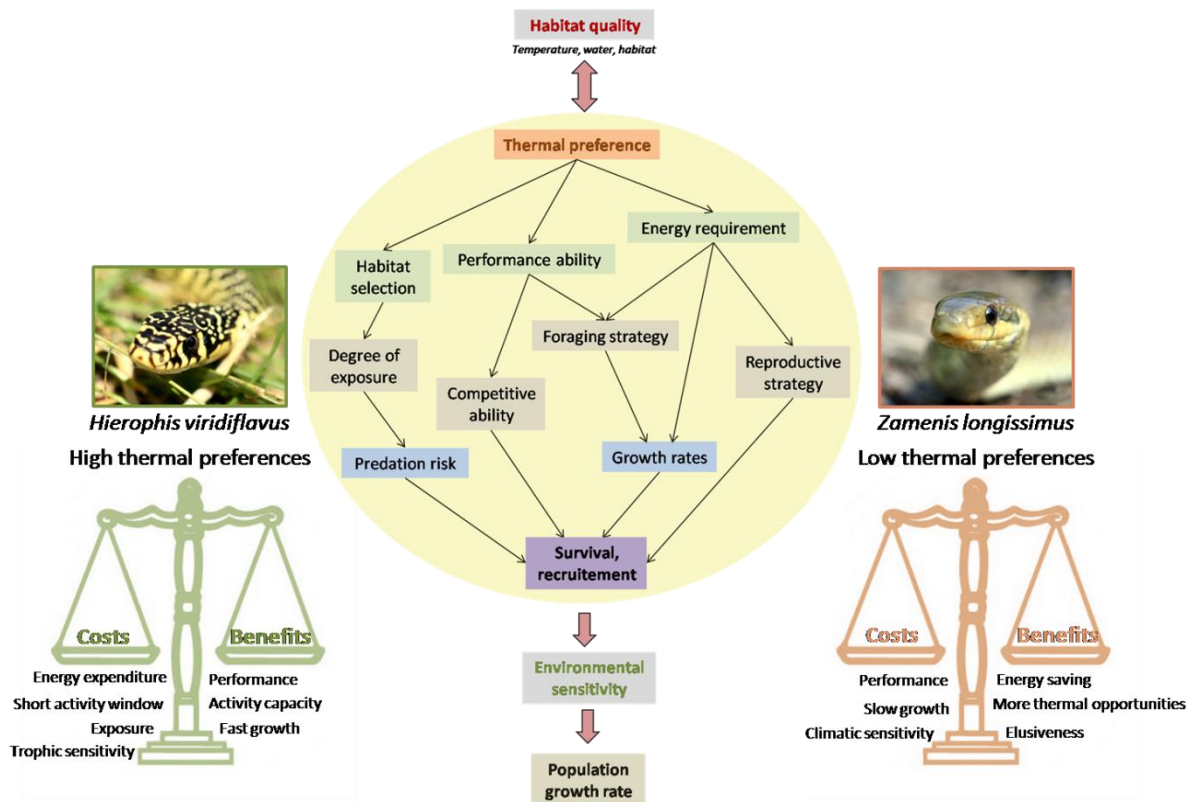 Habitat quality
Temperature, water, habitat
Thermal preference
Energy requirement
Performance ability
Habitat
selection
Foraging strategy
Degree of
exposure
Reproductive
strategy
Competitive
ability
Predation risk
Growth rates
Survival,
recruitement
Environmental
sensitivity
Population
growth rate
Hierophis viridiflavus
High thermal preferences
Costs
Benefits
Energy expenditure
Short activity window
Exposure
Trophic sensitivity
Performance
Activity capacity
Fast growth
Zamenis longissimus
Low thermal preferences
Costs
Benefits
Performance
Slow growth
Climatic sensitivity
Energy saving
More thermal opportunities
Elusiveness